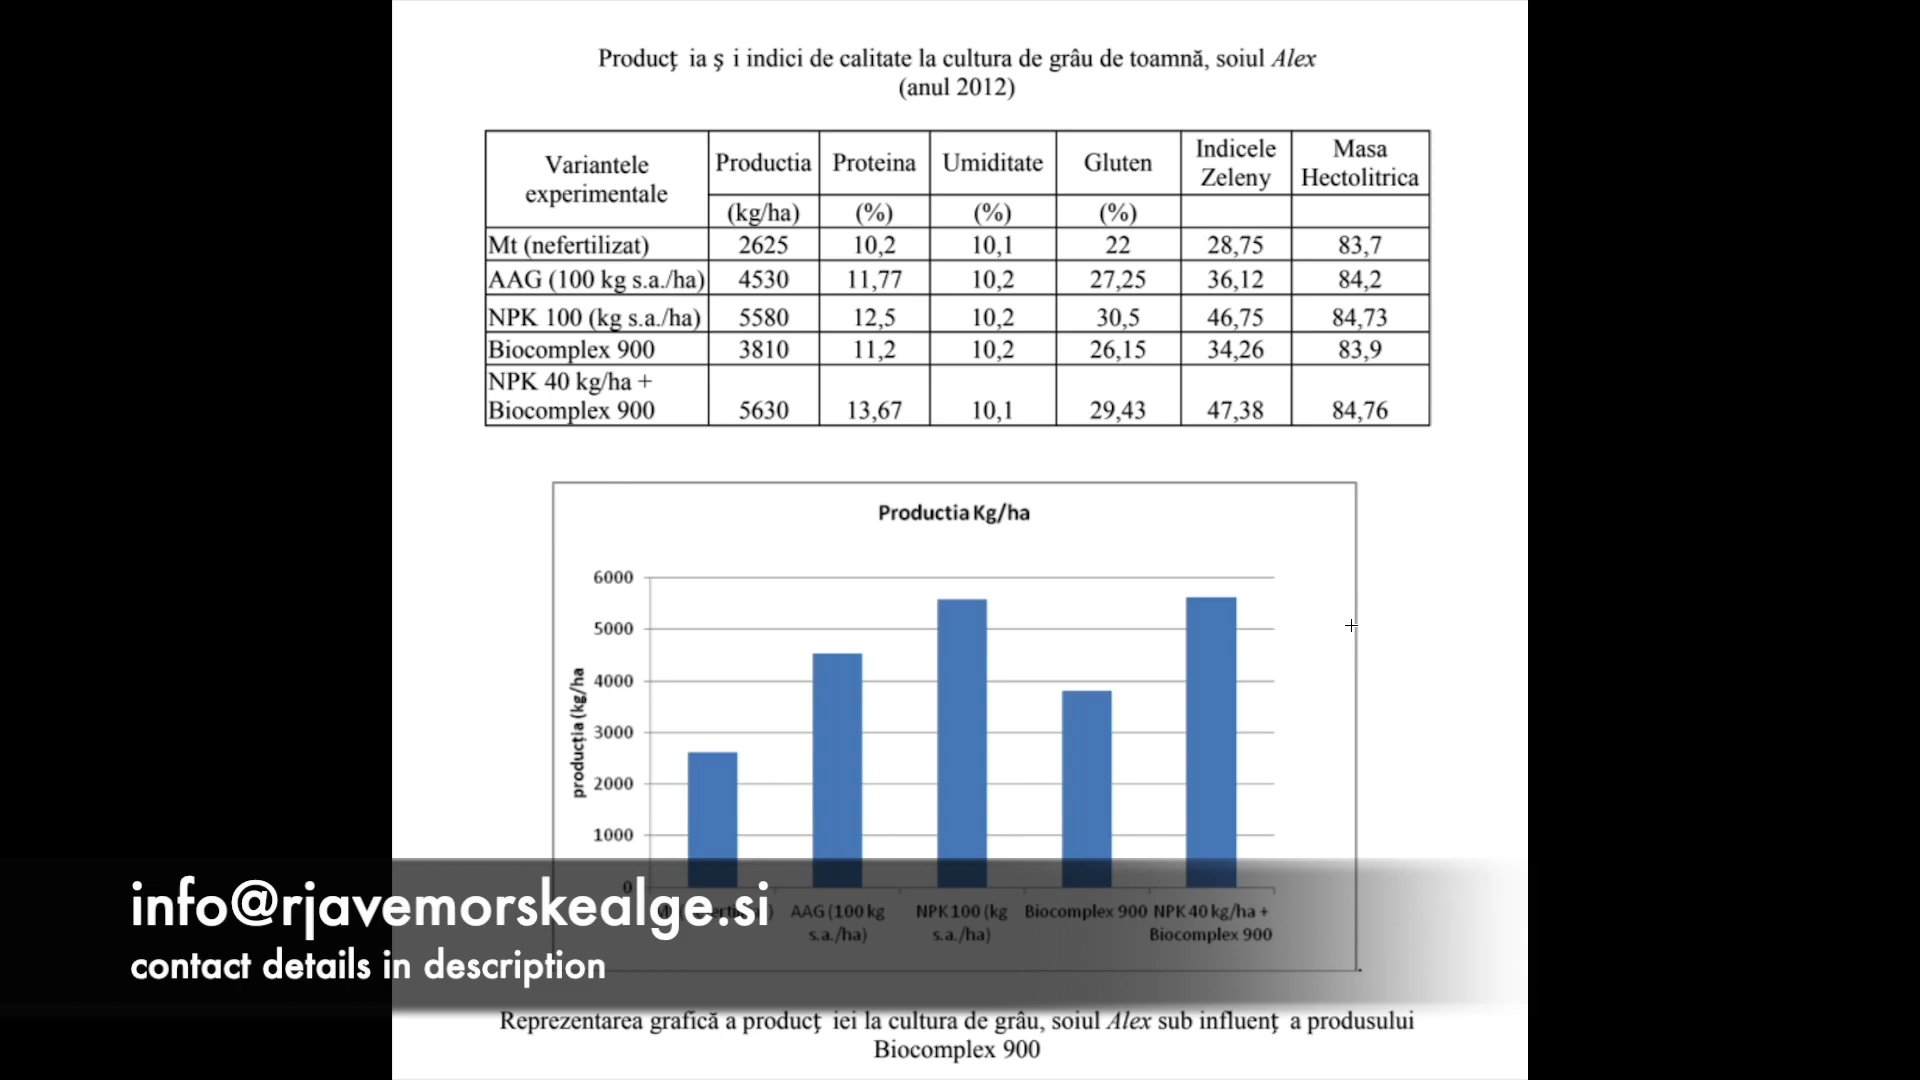 Producț ia ș i indici de calitate la cultura de grâu de toamnă, soiul Alex
(anul 2012)
Variantele experimentale Productia Proteina Umiditate Gluten Indicele Zeleny Masa Hectolitrica
(kg/ha) (%) (%) (%)
Mt (nefertilizat) 2625 10,2 10,1 22 28,75 83,7
AAG (100 kg s.a./ha) 4530 11,77 10,2 27,25 36,12 84,2
NPK 100 (kg s.a./ha) 5580 12,5 10,2 30,5 46,75 84,73
Biocomplex 900 3810 11,2 10,2 26,15 34,26 83,9
NPK 40 kg/ha +
Biocomplex 900 5630 13,67 10,1 29,43 47,38 84,76
Productia Kg/ha
6000
5000
4000
3000
2000
1000
0
producția (kg/ha
AAG (100 kg s.a./ha)
NPK 100 (kg s.a./ha)
Biocomplex 900
NPK 40 kg/ha + Biocomplex 900
info@rjavemorskealge.si
contact details in description
Reprezentarea grafică a producț iei la cultura de grâu, soiul Alex sub influenț a produsului
Biocomplex 900